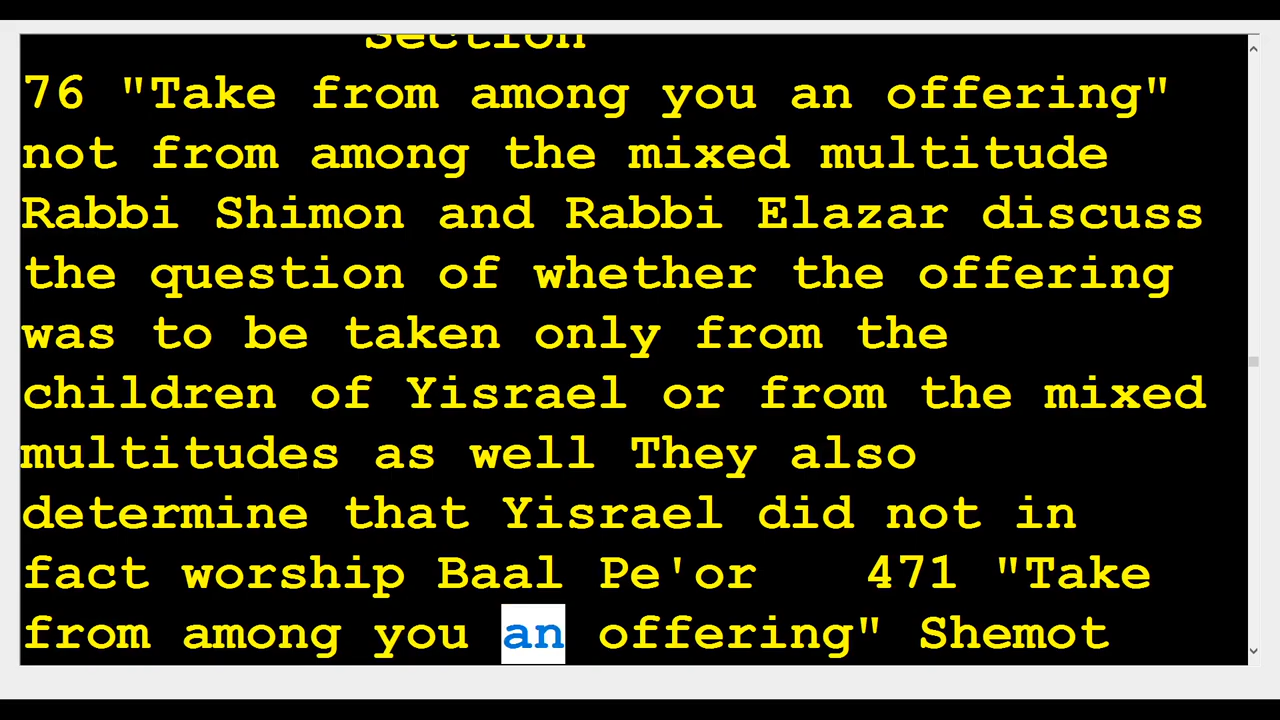 Section
76 "Take from among you an offering"
not from among the mixed multitude
Rabbi Shimon and Rabbi Elazar discuss
the question of whether the offering
was to be taken only from the
children of Yisrael or from the mixed
multitudes as well They also
determine that Yisrael did not in
fact worship Baal Pe'or 471 "Take
from among you an offering" Shemot